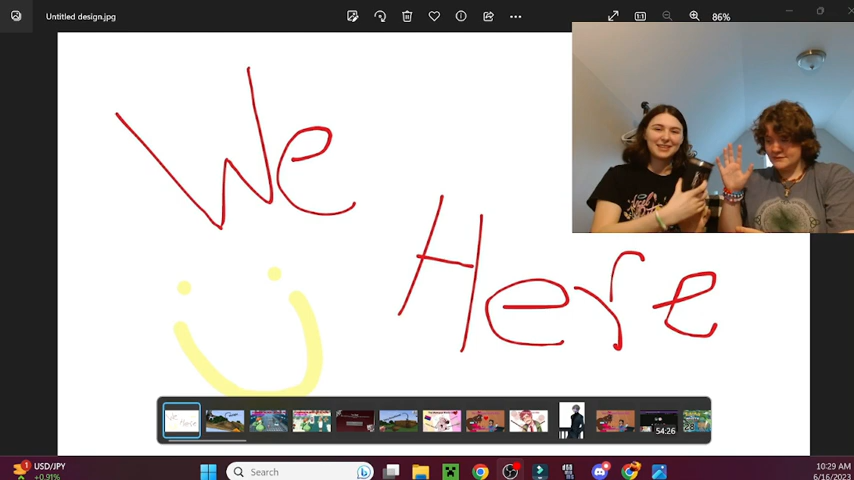 Untitled design.jpg
86%
We
Here
54:26
USD/JPY
+0.91%
Search
10:29 AM
6/16/2023